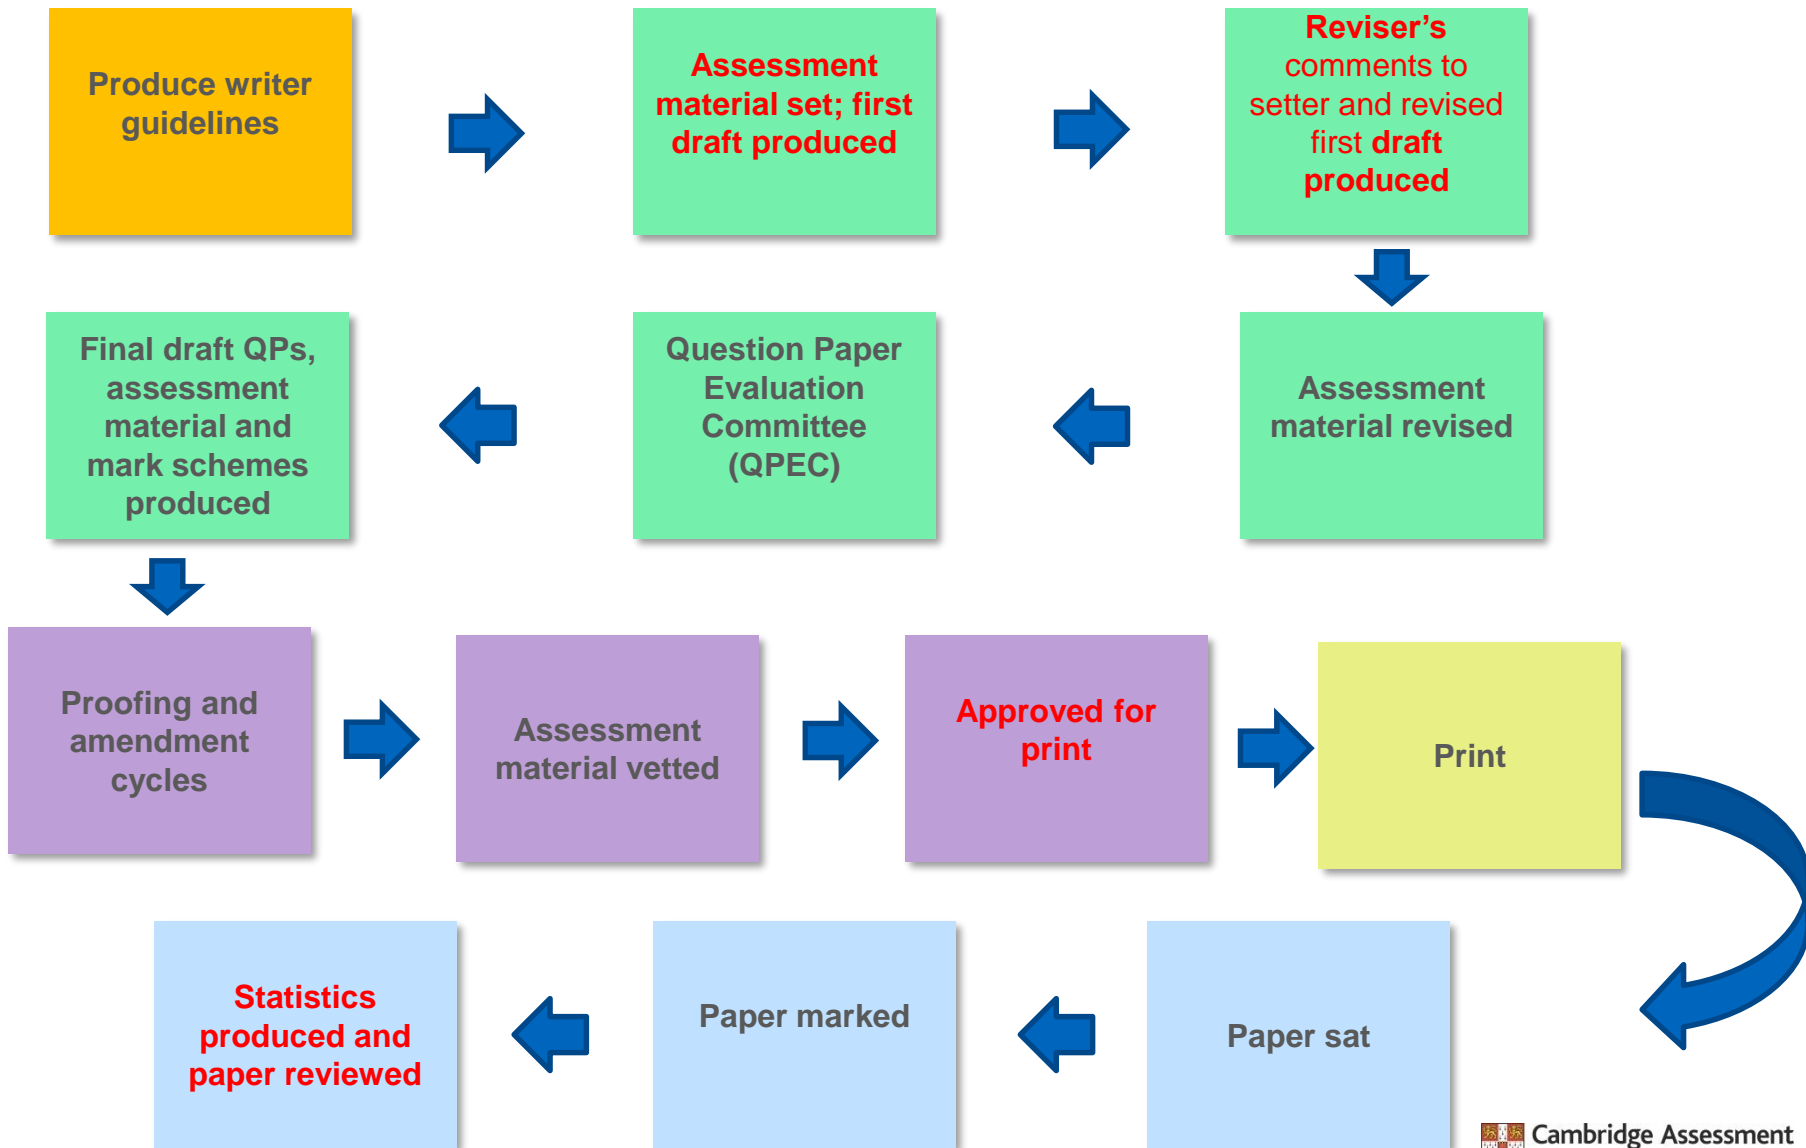 Produce writer
guidelines
Assessment
material set; first
draft produced
Reviser’s
comments to
setter and revised
first draft
produced
Assessment
material revised
Question Paper
Evaluation
Committee
(QPEC)
Final draft QPs,
assessment
material and
mark schemes
produced
Proofing and
amendment
cycles
Assessment
material vetted
Approved for
print
Print
Paper sat
Paper marked
Statistics
produced and
paper reviewed
Cambridge Assessment